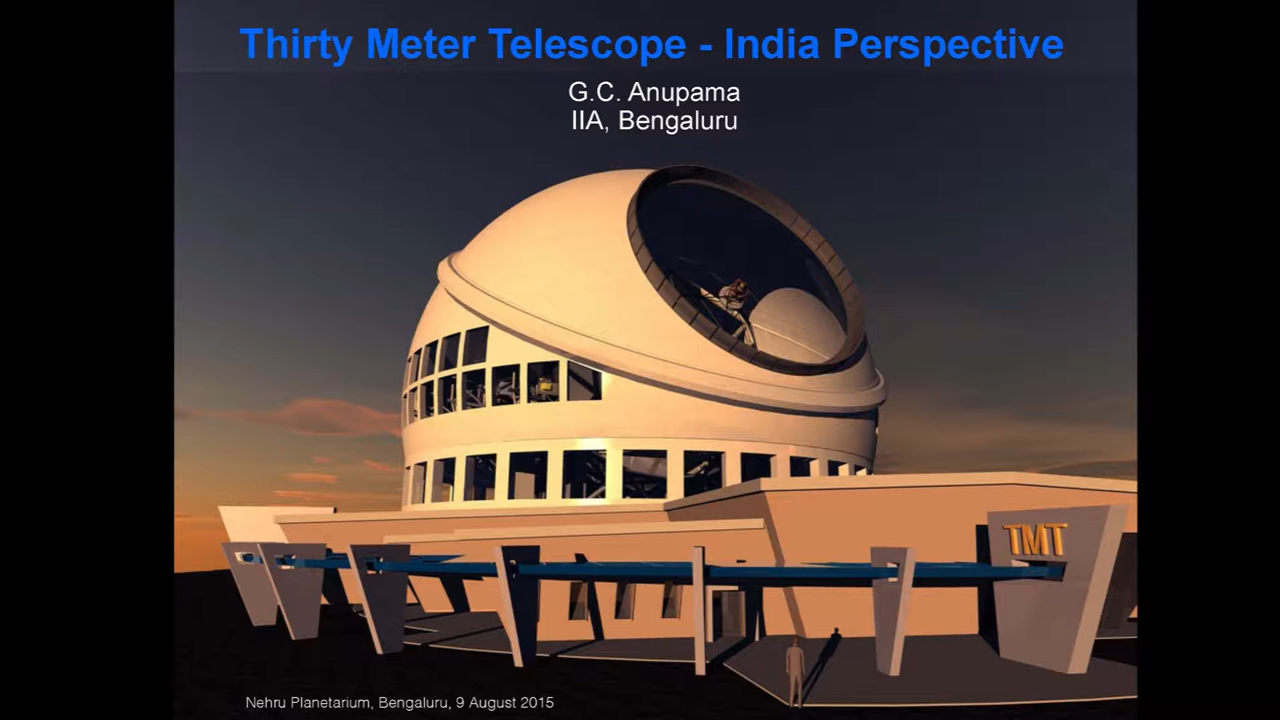 Thirty Meter Telescope - India Perspective
G.C. Anupama
IIA, Bengaluru
TMT
Nehru Planetarium, Bengaluru, 9 August 2015